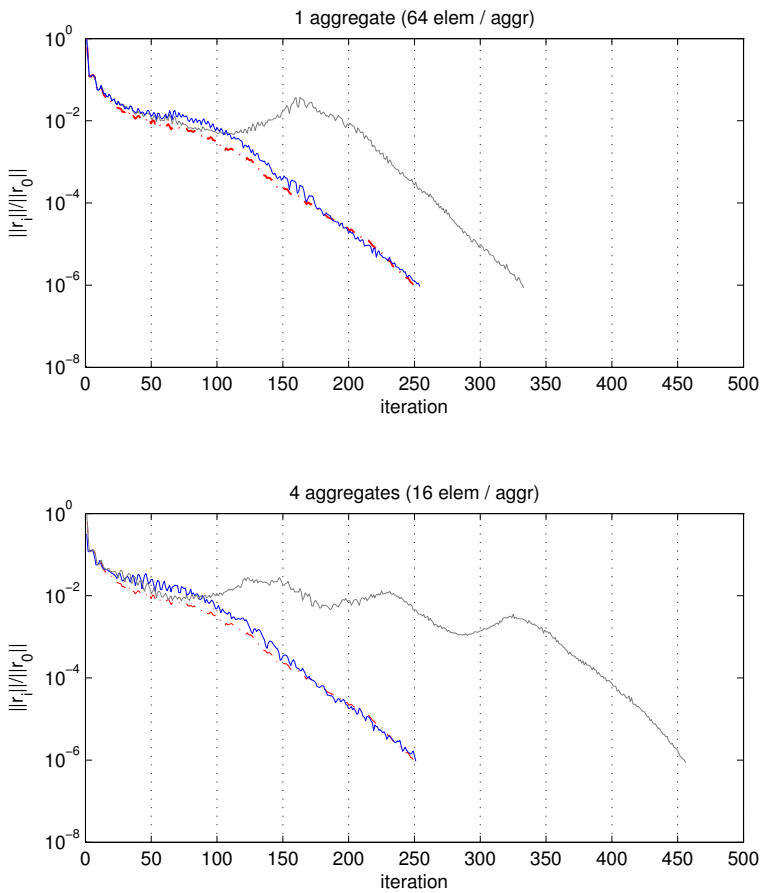 1 aggregate (64 elem / aggr)
10^0
10^−2
10^−4
10^−6
10^−8
||r_i||/||r_0||
0 50 100 150 200 250 300 350 400 450 500
iteration
4 aggregates (16 elem / aggr)
10^0
10^−2
10^−4
10^−6
10^−8
||r_i||/||r_0||
0 50 100 150 200 250 300 350 400 450 500
iteration